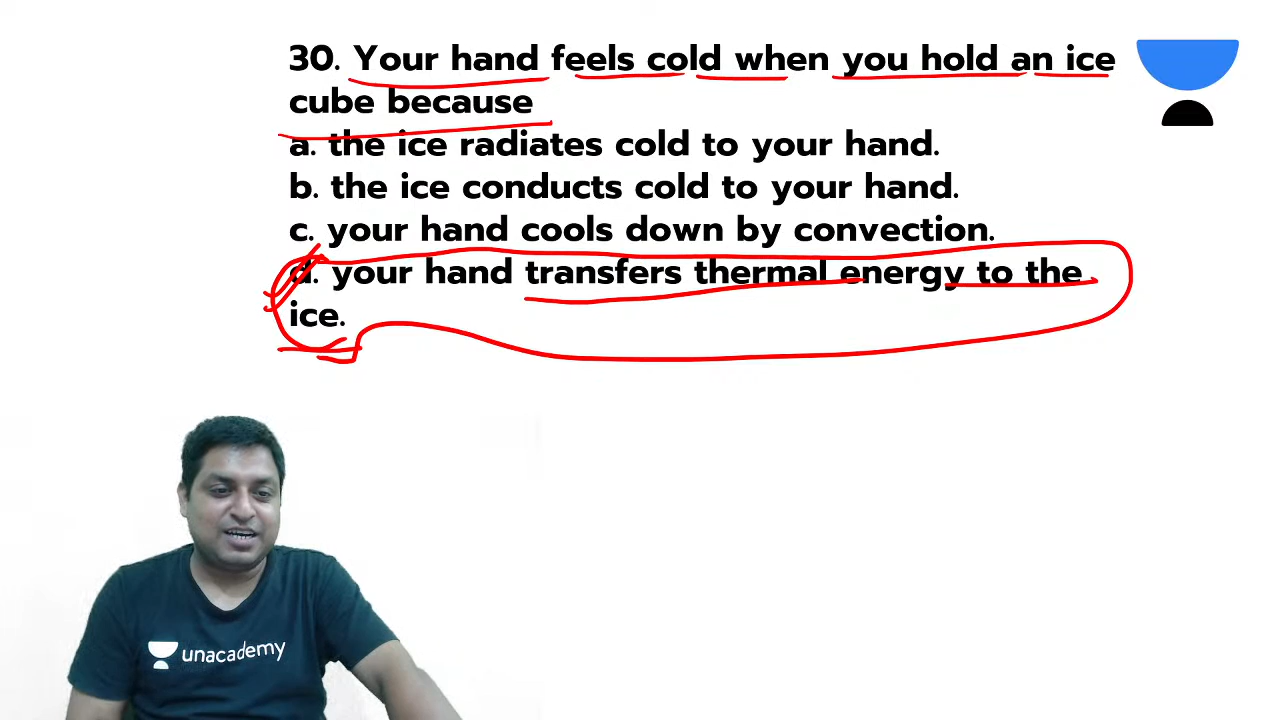 30. Your hand feels cold when you hold an ice
cube because
a. the ice radiates cold to your hand.
b. the ice conducts cold to your hand.
c. your hand cools down by convection.
d. your hand transfers thermal energy to the
ice.
unacademy